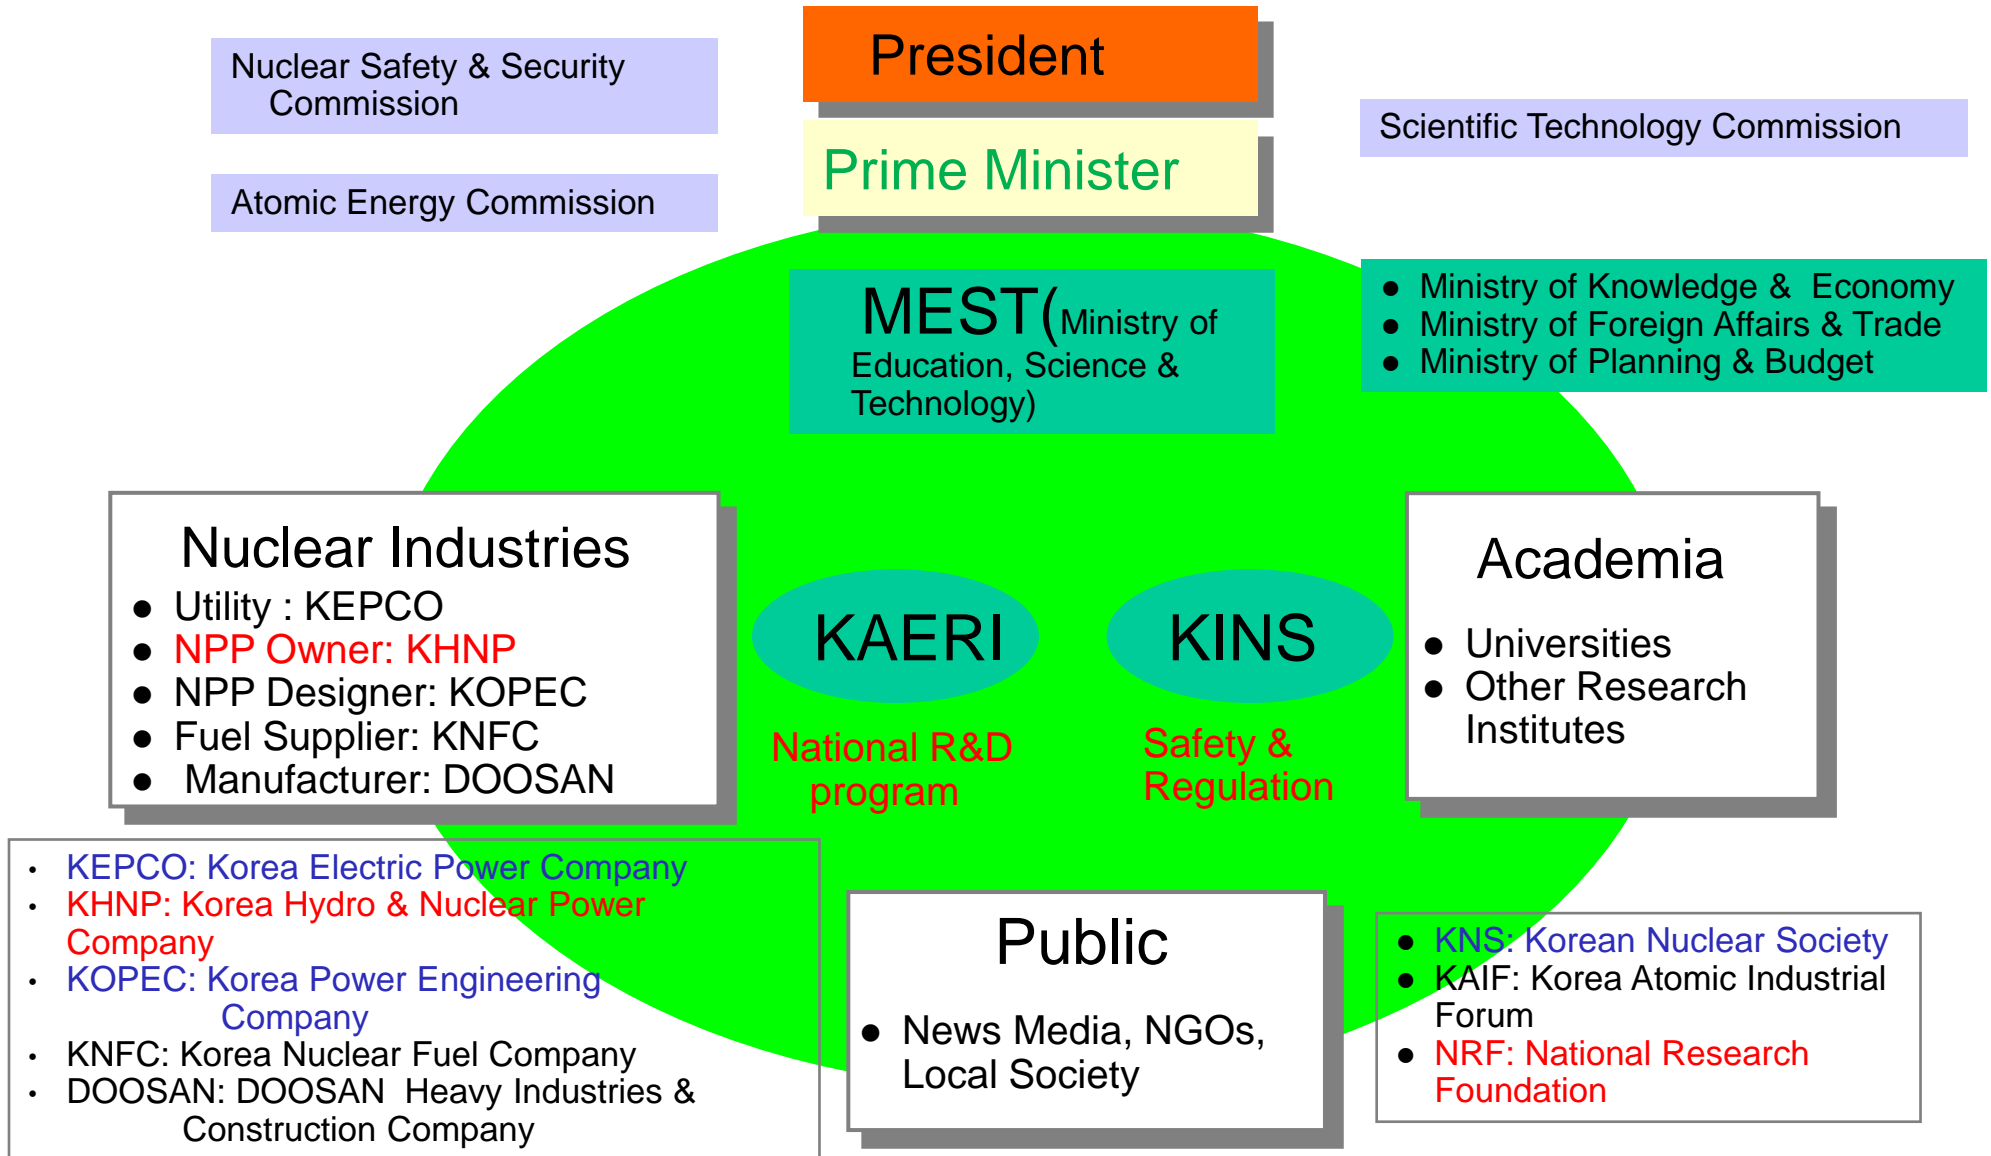 President
Nuclear Safety & Security
Commission
Scientific Technology Commission
Prime Minister
Atomic Energy Commission
MEST(Ministry of
Education, Science &
Technology)
● Ministry of Knowledge & Economy
● Ministry of Foreign Affairs & Trade
● Ministry of Planning & Budget
Nuclear Industries
● Utility : KEPCO
● NPP Owner: KHNP
● NPP Designer: KOPEC
● Fuel Supplier: KNFC
● Manufacturer: DOOSAN
KAERI
National R&D
program
KINS
Safety &
Regulation
Academia
● Universities
● Other Research
Institutes
• KEPCO: Korea Electric Power Company
• KHNP: Korea Hydro & Nuclear Power
Company
• KOPEC: Korea Power Engineering
Company
• KNFC: Korea Nuclear Fuel Company
• DOOSAN: DOOSAN Heavy Industries &
Construction Company
Public
● News Media, NGOs,
Local Society
● KNS: Korean Nuclear Society
● KAIF: Korea Atomic Industrial
Forum
● NRF: National Research
Foundation